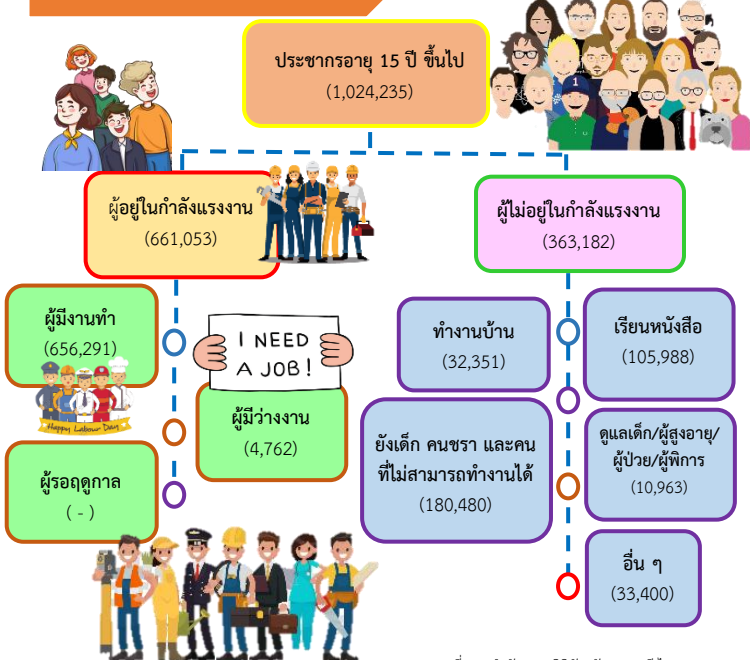 ประชากรอายุ 15 ปี ขึ้นไป
(1,024,235)
ผู้อยู่ในกำลังแรงงาน
(661,053)
ผู้ไม่อยู่ในกำลังแรงงาน
(363,182)
ผู้มีงานทำ
(656,291)
Happy Labour Day
I NEED
A JOB!
ผู้มีว่างงาน
(4,762)
ผู้รอฤดูกาล
( - )
ทำงานบ้าน
(32,351)
เรียนหนังสือ
(105,988)
ยังเด็ก คนชรา และคน
ที่ไม่สามารถทำงานได้
(180,480)
ดูแลเด็ก/ผู้สูงอายุ/
ผู้ป่วย/ผู้พิการ
(10,963)
อื่น ๆ
(33,400)
1